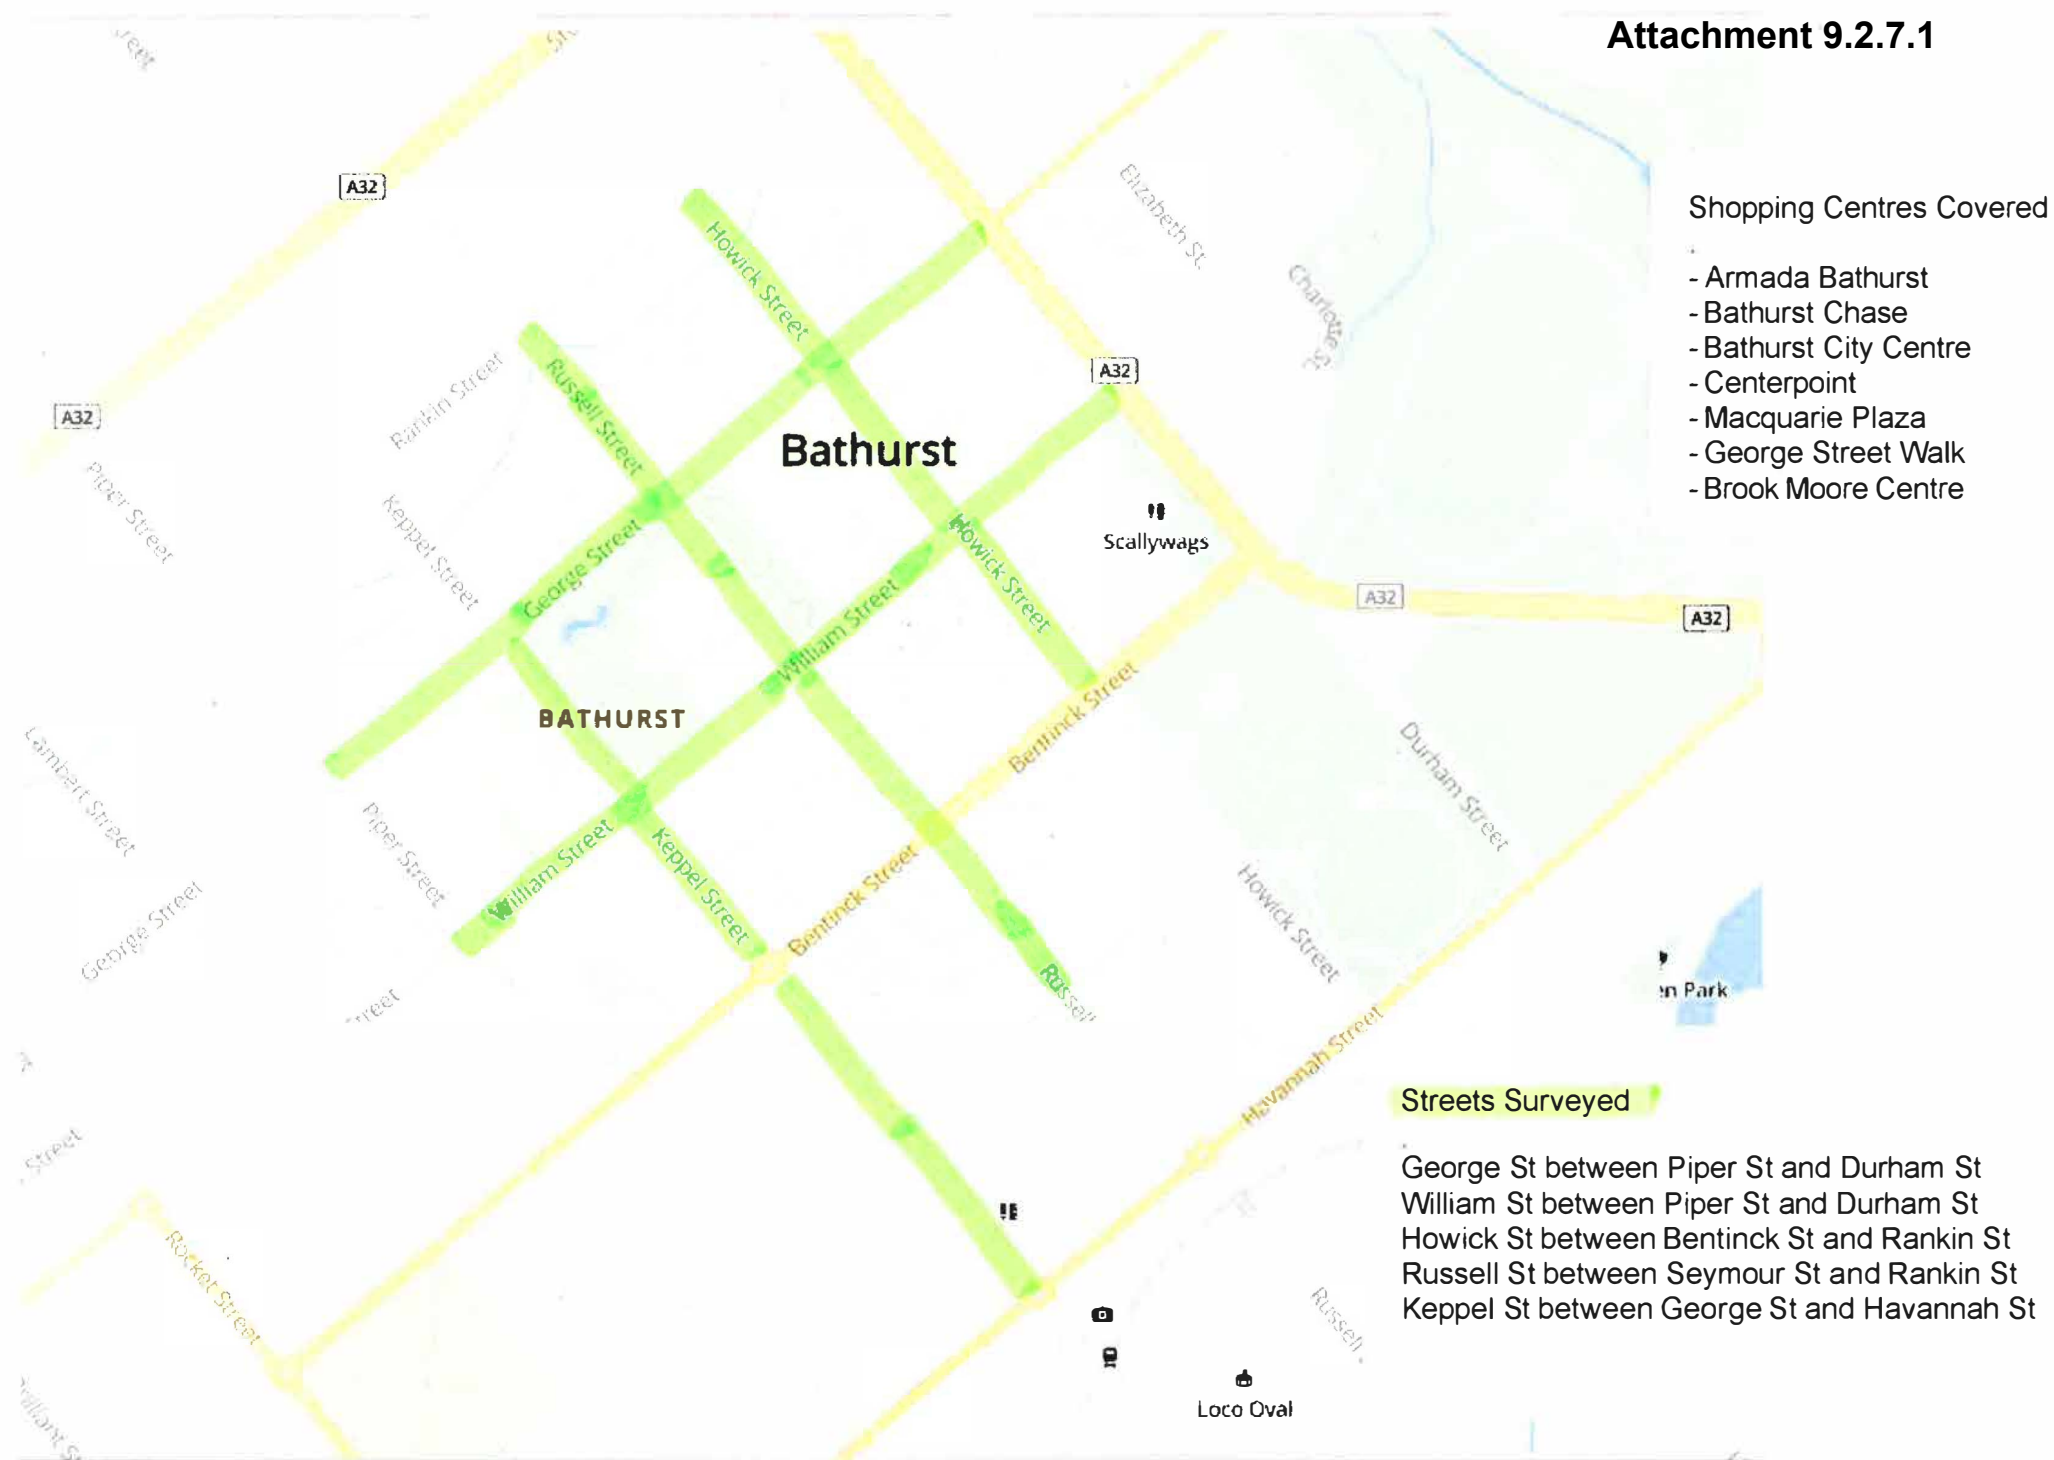 Attachment 9.2.7.1
A32
Elizabeth St.
Howick Street
Charlotte St.
Shopping Centres Covered
- Armada Bathurst
- Bathurst Chase
- Bathurst City Centre
- Centerpoint
- Macquarie Plaza
- George Street Walk
- Brook Moore Centre
A32
A32
Rankin Street
Russell Street
Bathurst
Piper Street
Keppel Street
George Street
Howick Street
Scallywags
William Street
A32
A32
BATHURST
Bentinck Street
Lambert Street
Piper Street
William Street
Keppel Street
Bentinck Street
Durham Street
George Street
Howick Street
Russell
en Park
Havannah Street
Streets Surveyed
George St between Piper St and Durham St
William St between Piper St and Durham St
Howick St between Bentinck St and Rankin St
Russell St between Seymour St and Rankin St
Keppel St between George St and Havannah St
Street
Rocket Street
Russell
Loco Oval